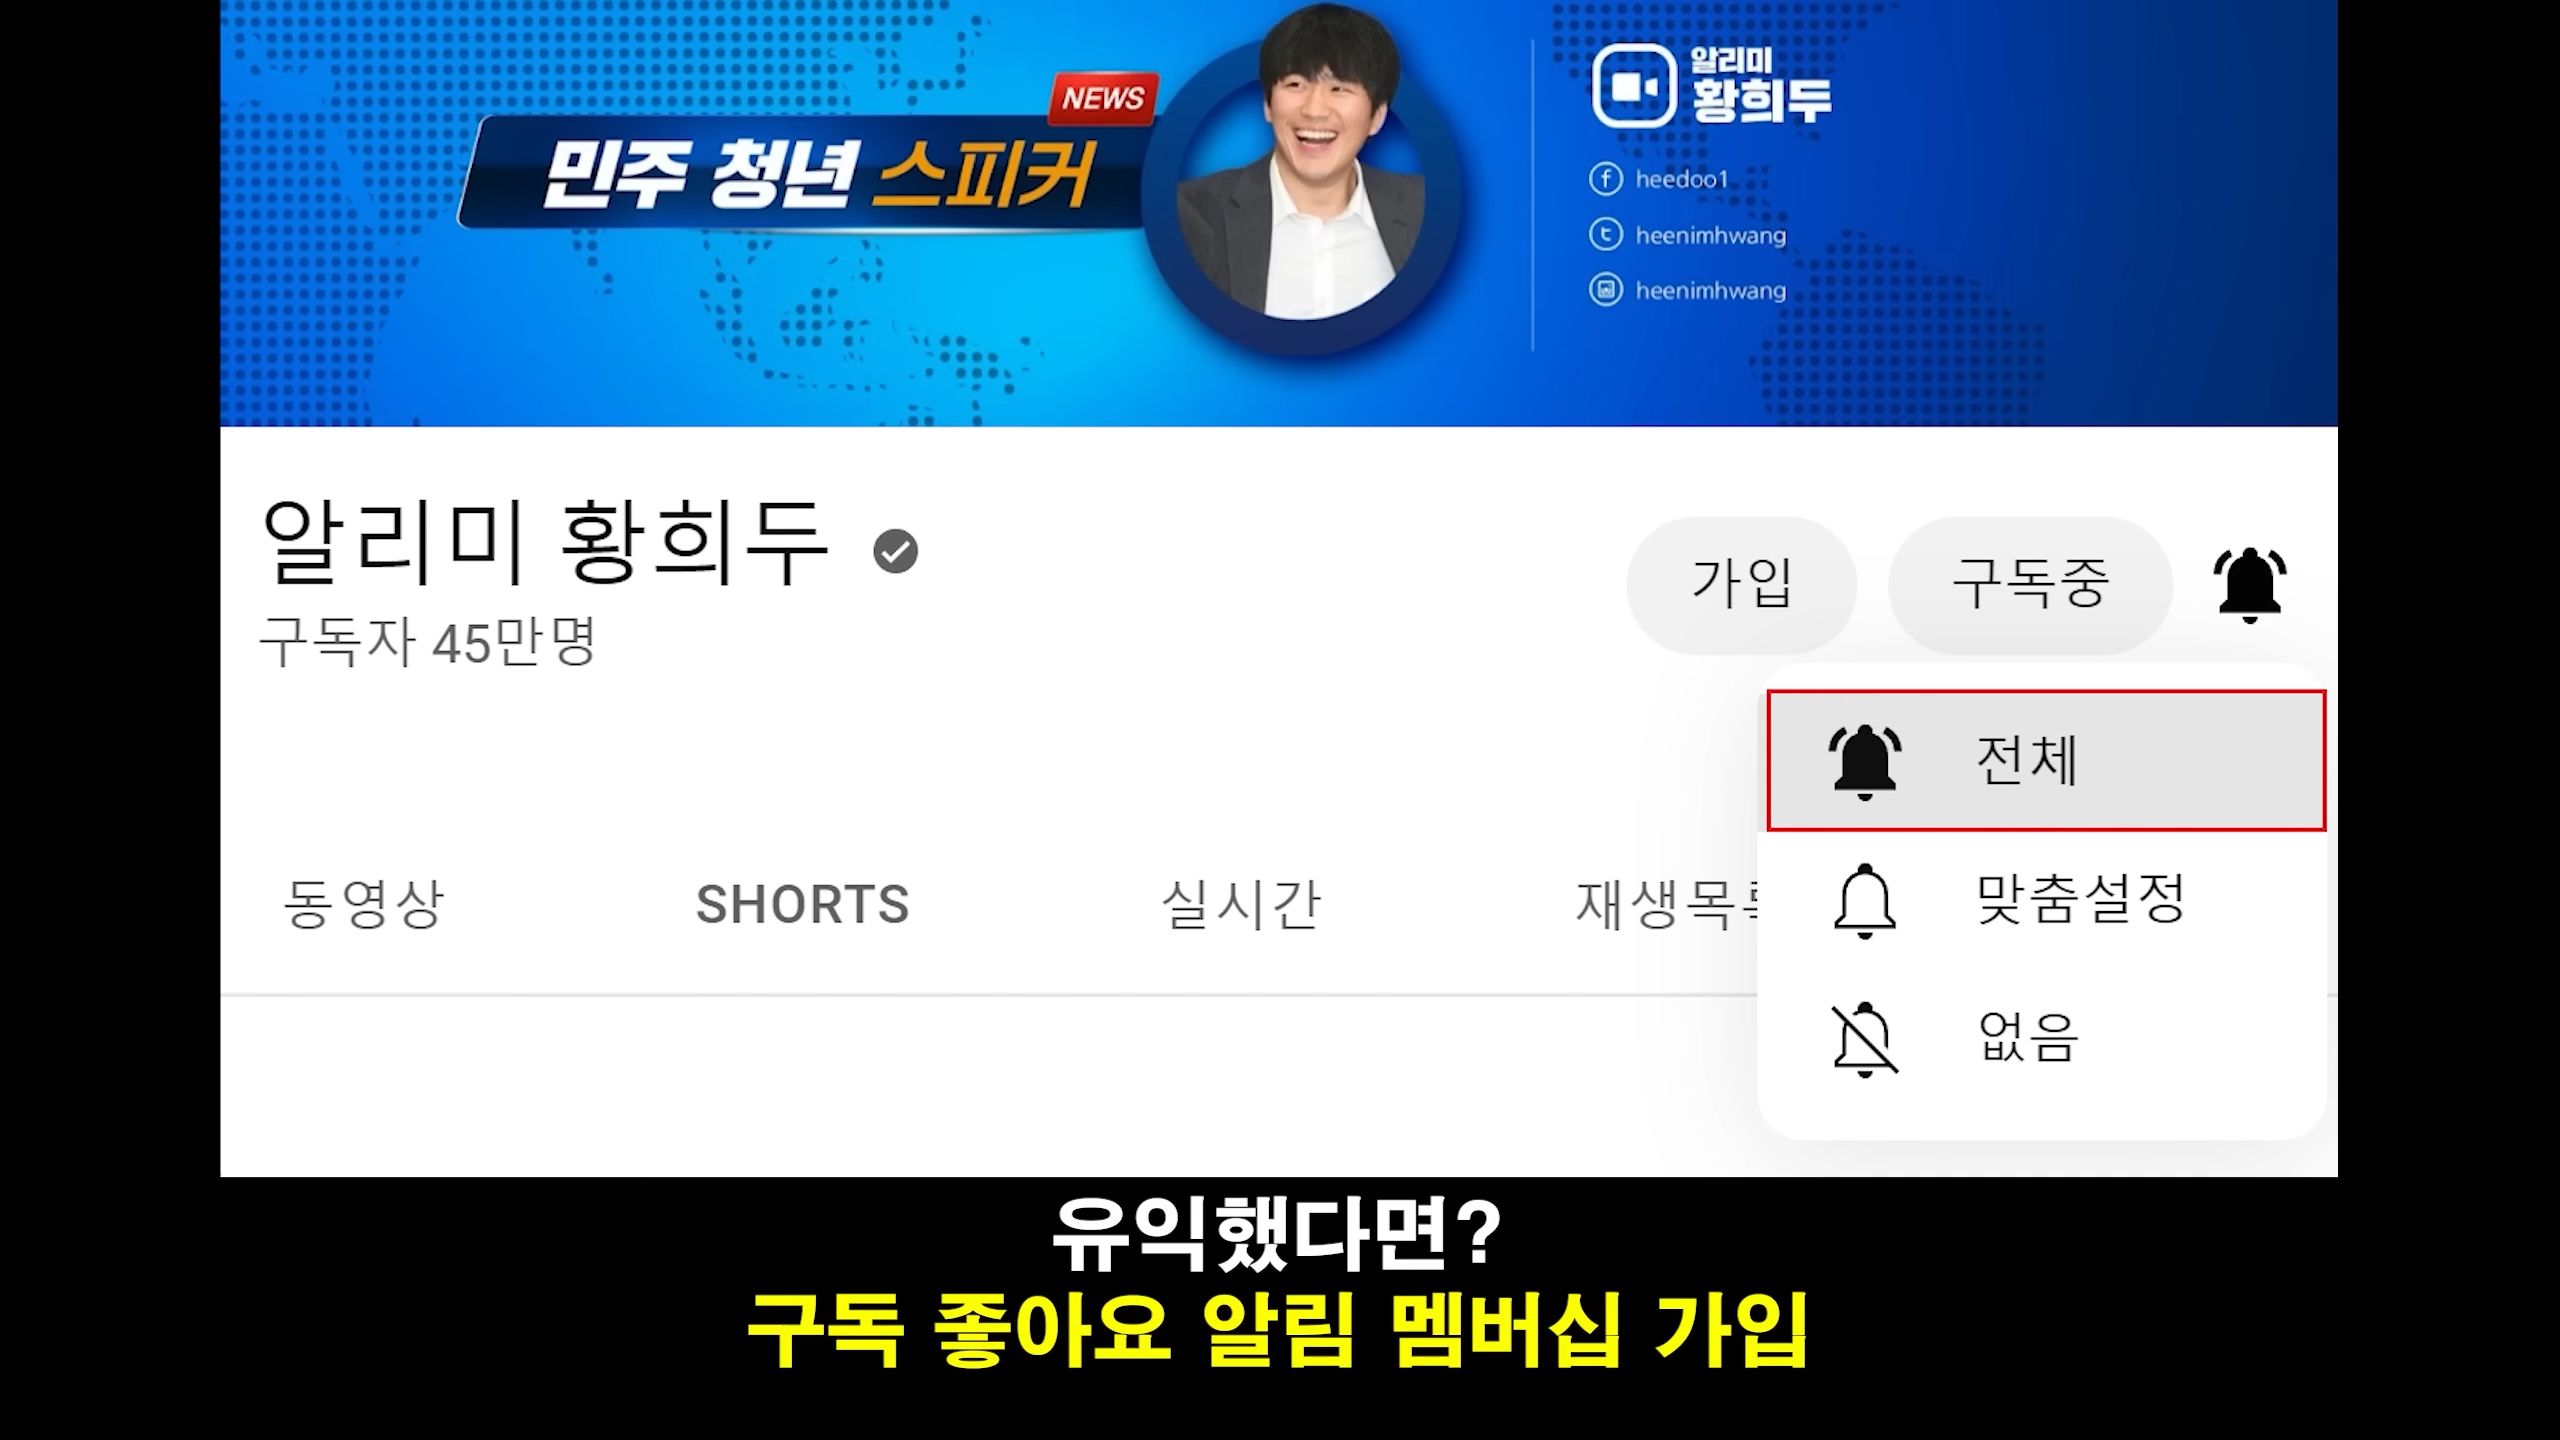 NEWS
민주 청년 스피커
알리미
황희두
heedoo1
heenimhwang
heenimhwang
알리미 황희두
구독자 45만명
가입
구독중
전체
맞춤설정
없음
동영상
SHORTS
실시간
재생목록
유익했다면?
구독 좋아요 알림 멤버십 가입